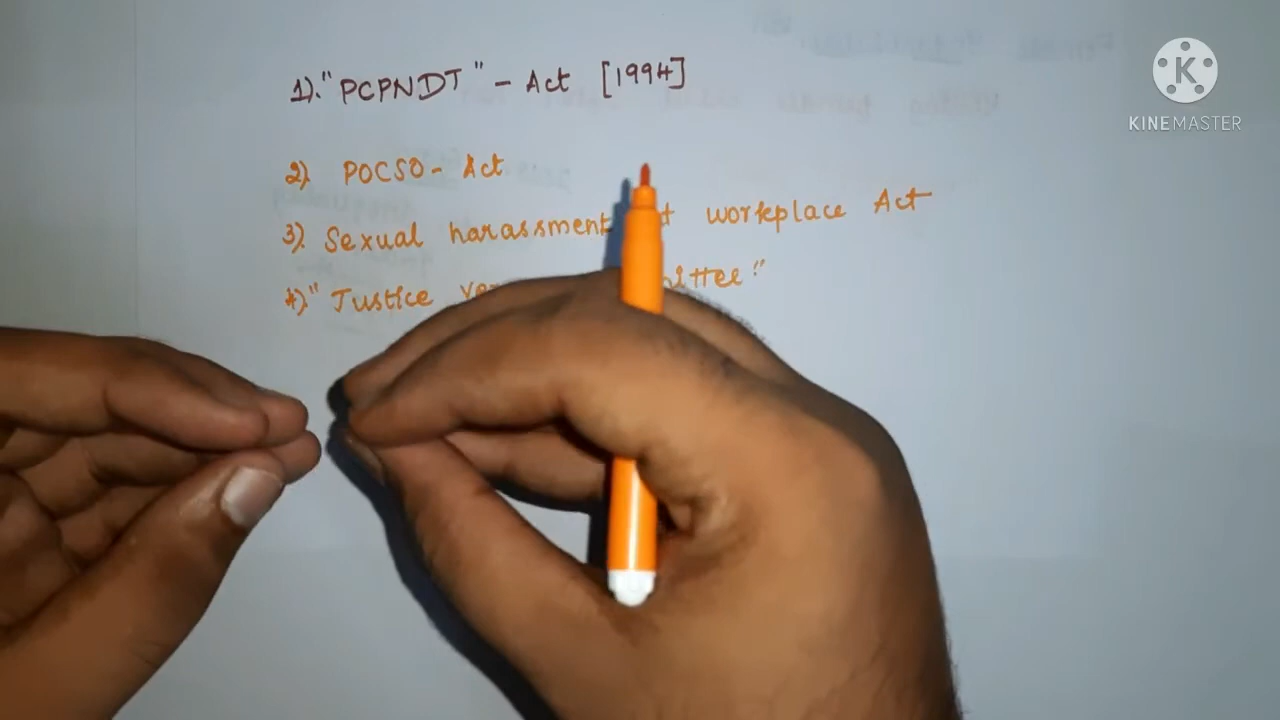 1). "PCPNDT" - Act [1994]
2) POCSO - Act
3). Sexual harassment workplace Act
4)." Justice
K
KINEMASTER